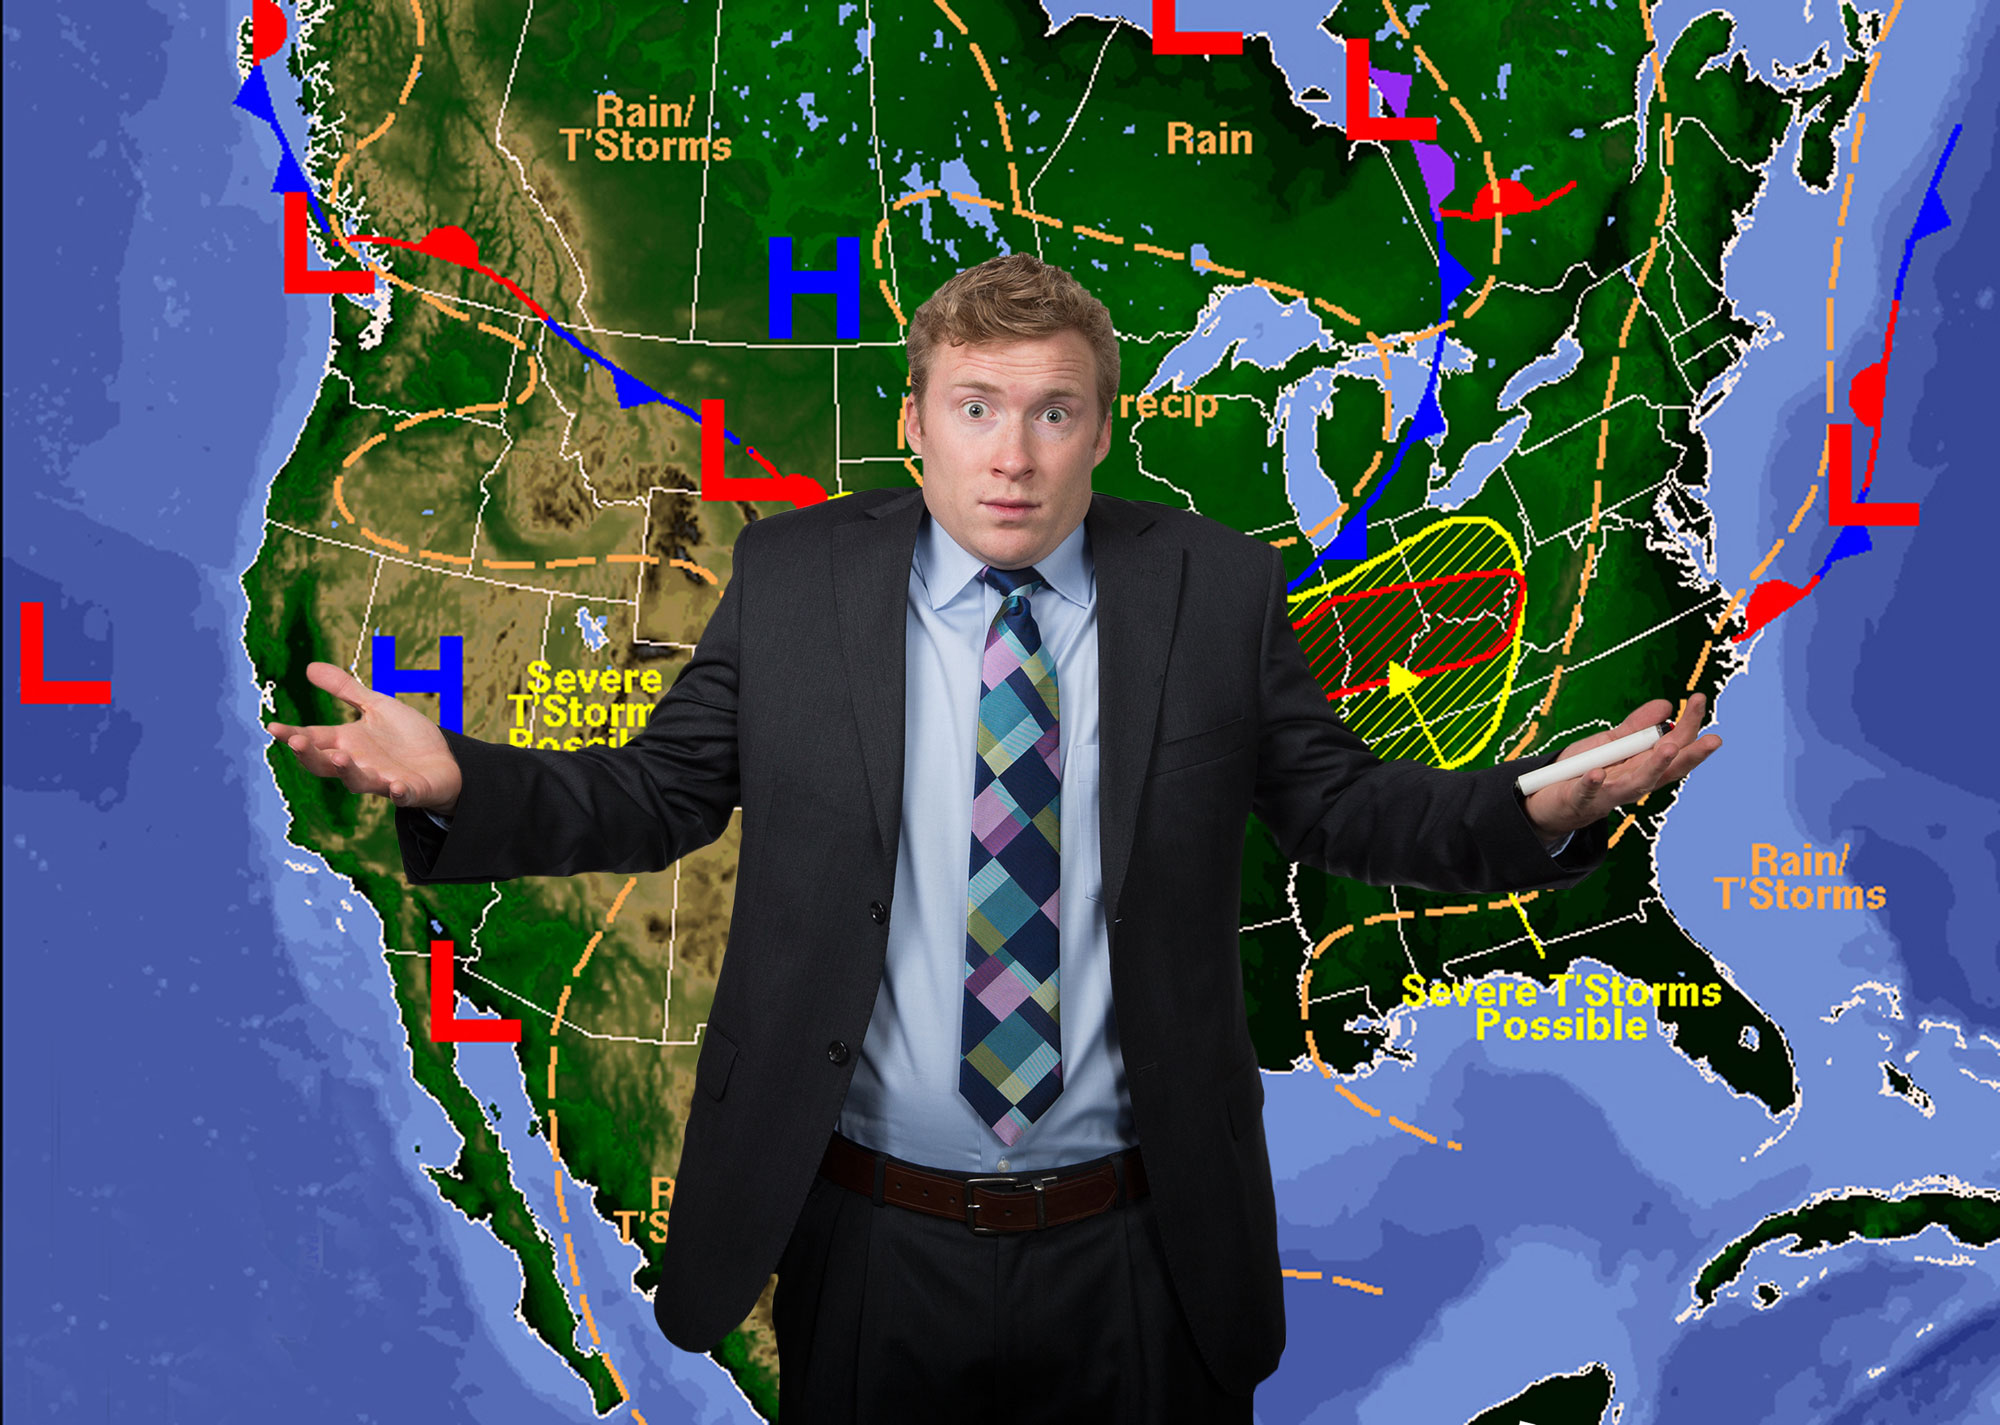 L
L
Rain/
T'Storms
Rain
L
H
recip
L
L
L
H
Severe
T'Storm
L
Rain/
T'Storms
L
Severe T'Storms
Possible
R
T'S